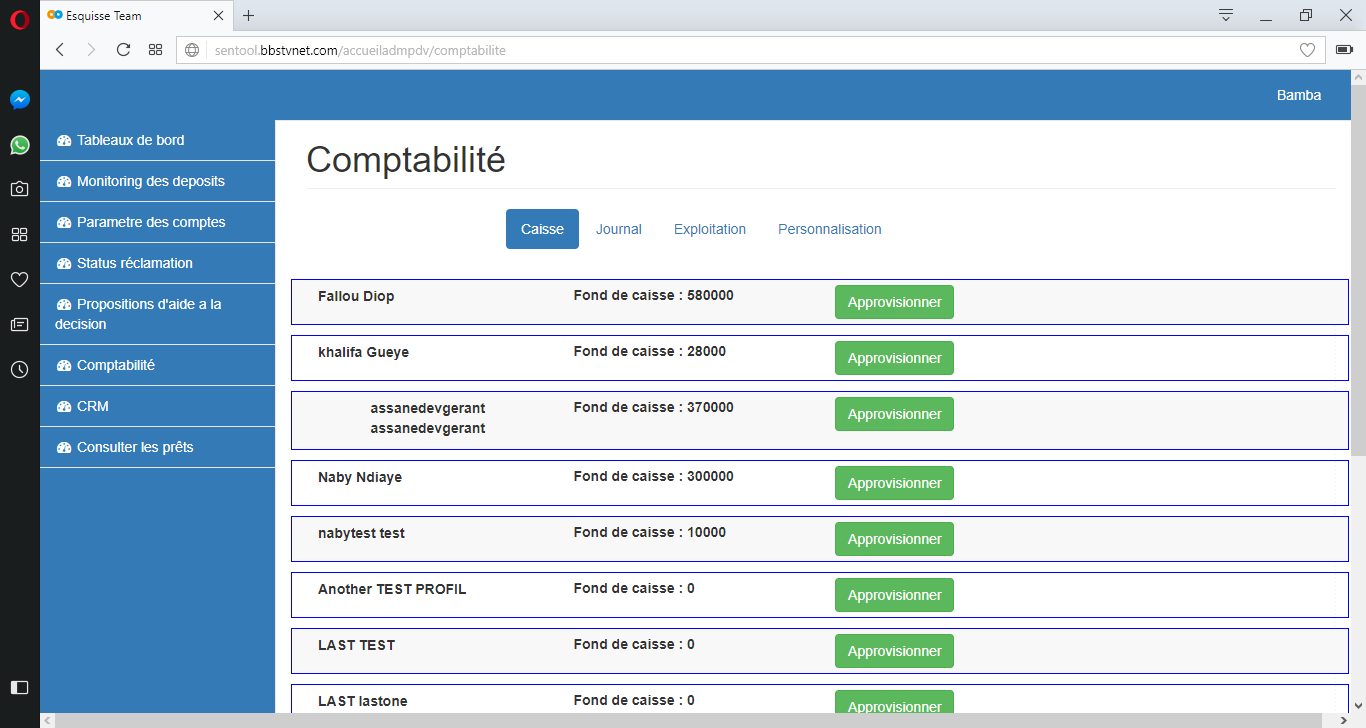 Esquisse Team
sentool.bbstvnet.com/accueiladmpdv/comptabilite
Bamba
Tableaux de bord
Monitoring des deposits
Parametre des comptes
Status réclamation
Propositions d'aide a la
decision
Comptabilité
CRM
Consulter les prêts
Comptabilité
Caisse Journal Exploitation Personnalisation
Fallou Diop Fond de caisse : 580000 Approvisionner
khalifa Gueye Fond de caisse : 28000 Approvisionner
assanedevgerant Fond de caisse : 370000 Approvisionner
assanedevgerant
Naby Ndiaye Fond de caisse : 300000 Approvisionner
nabytest test Fond de caisse : 10000 Approvisionner
Another TEST PROFIL Fond de caisse : 0 Approvisionner
LAST TEST Fond de caisse : 0 Approvisionner
LAST lastone Fond de caisse : 0 Approvisionner